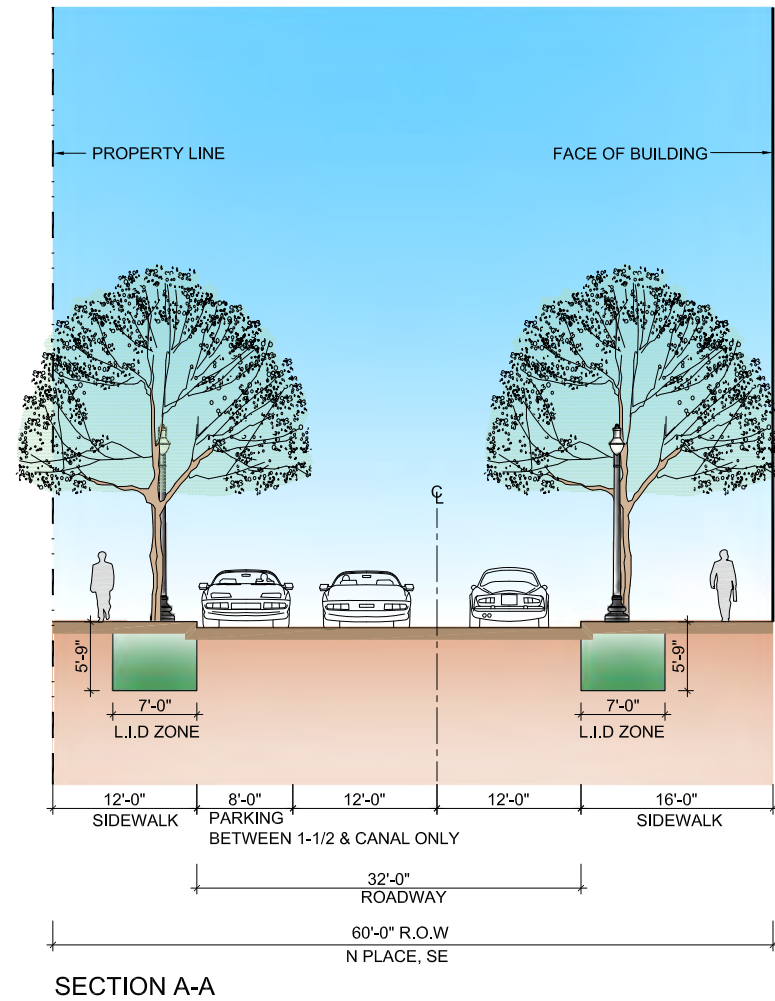 PROPERTY LINE
FACE OF BUILDING
℄
5'-9"
5'-9"
7'-0"
L.I.D ZONE
7'-0"
L.I.D ZONE
12'-0"
8'-0"
12'-0"
12'-0"
16'-0"
SIDEWALK
PARKING
BETWEEN 1-1/2 & CANAL ONLY
SIDEWALK
32'-0"
ROADWAY
60'-0" R.O.W
N PLACE, SE
SECTION A-A